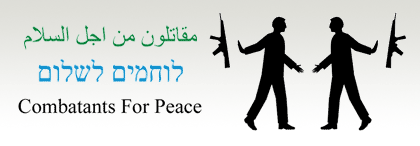 مقاتلون من اجل السلام
לוחמים לשלום
Combatants For Peace